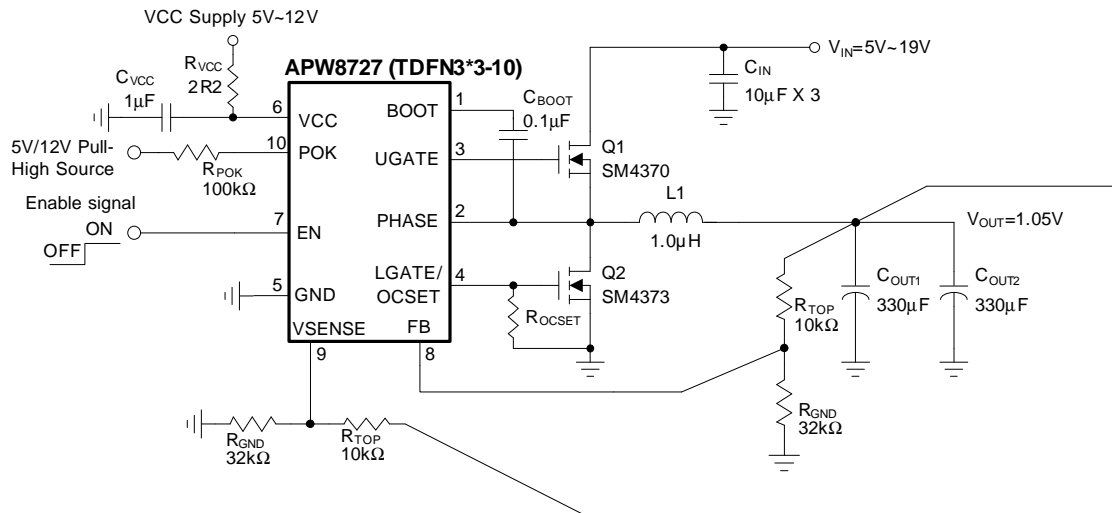 VCC Supply 5V~12V
RVCC
2R2
CVCC
1µF
APW8727 (TDFN3*3-10)
6
VCC
BOOT
1
CBOOT
0.1µF
VIN=5V~19V
CIN
10µF X 3
5V/12V Pull-
High Source
RPOK
100kΩ
10
POK
UGATE
3
Q1
SM4370
Enable signal
ON
OFF
7
EN
PHASE
2
L1
1.0µH
VOUT=1.05V
5
GND
LGATE/
OCSET
4
ROCSET
Q2
SM4373
RTOP
10kΩ
COUT1
330µF
COUT2
330µF
VSENSE
9
FB
8
RGND
32kΩ
RTOP
10kΩ
RGND
32kΩ